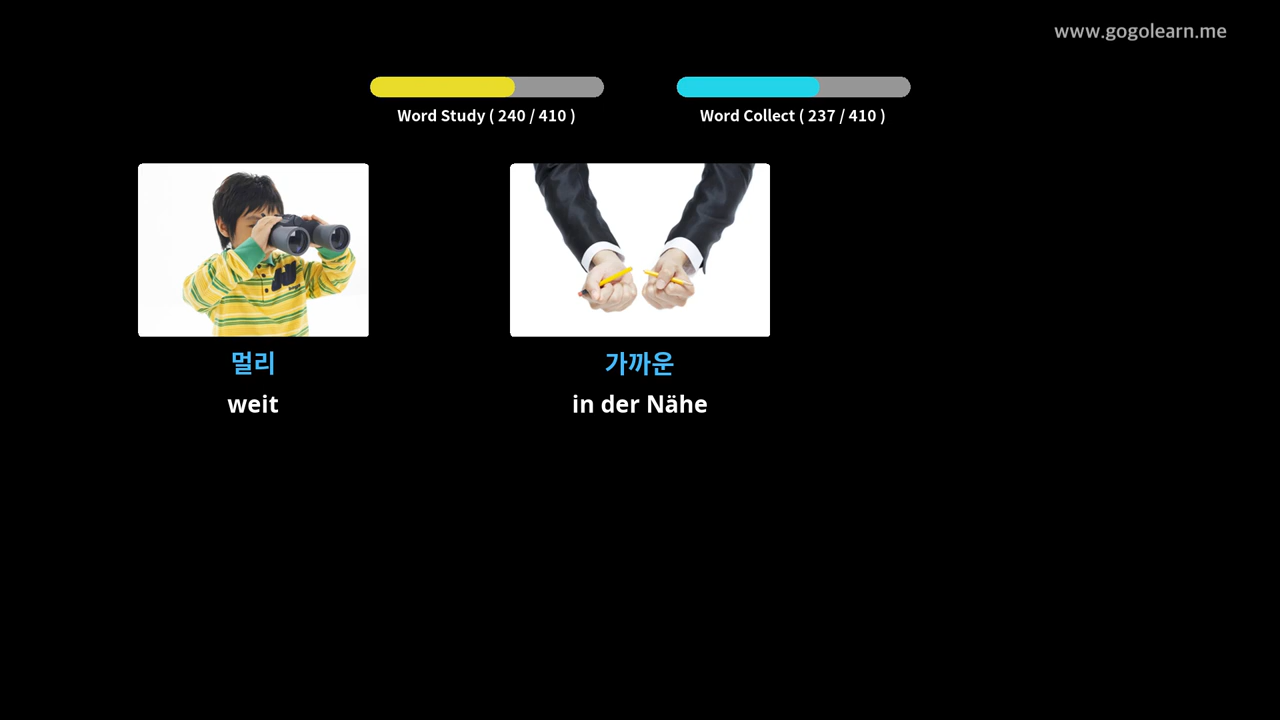 www.gogolearn.me
Word Study ( 240 / 410 )
Word Collect ( 237 / 410 )
멀리
weit
가까운
in der Nähe